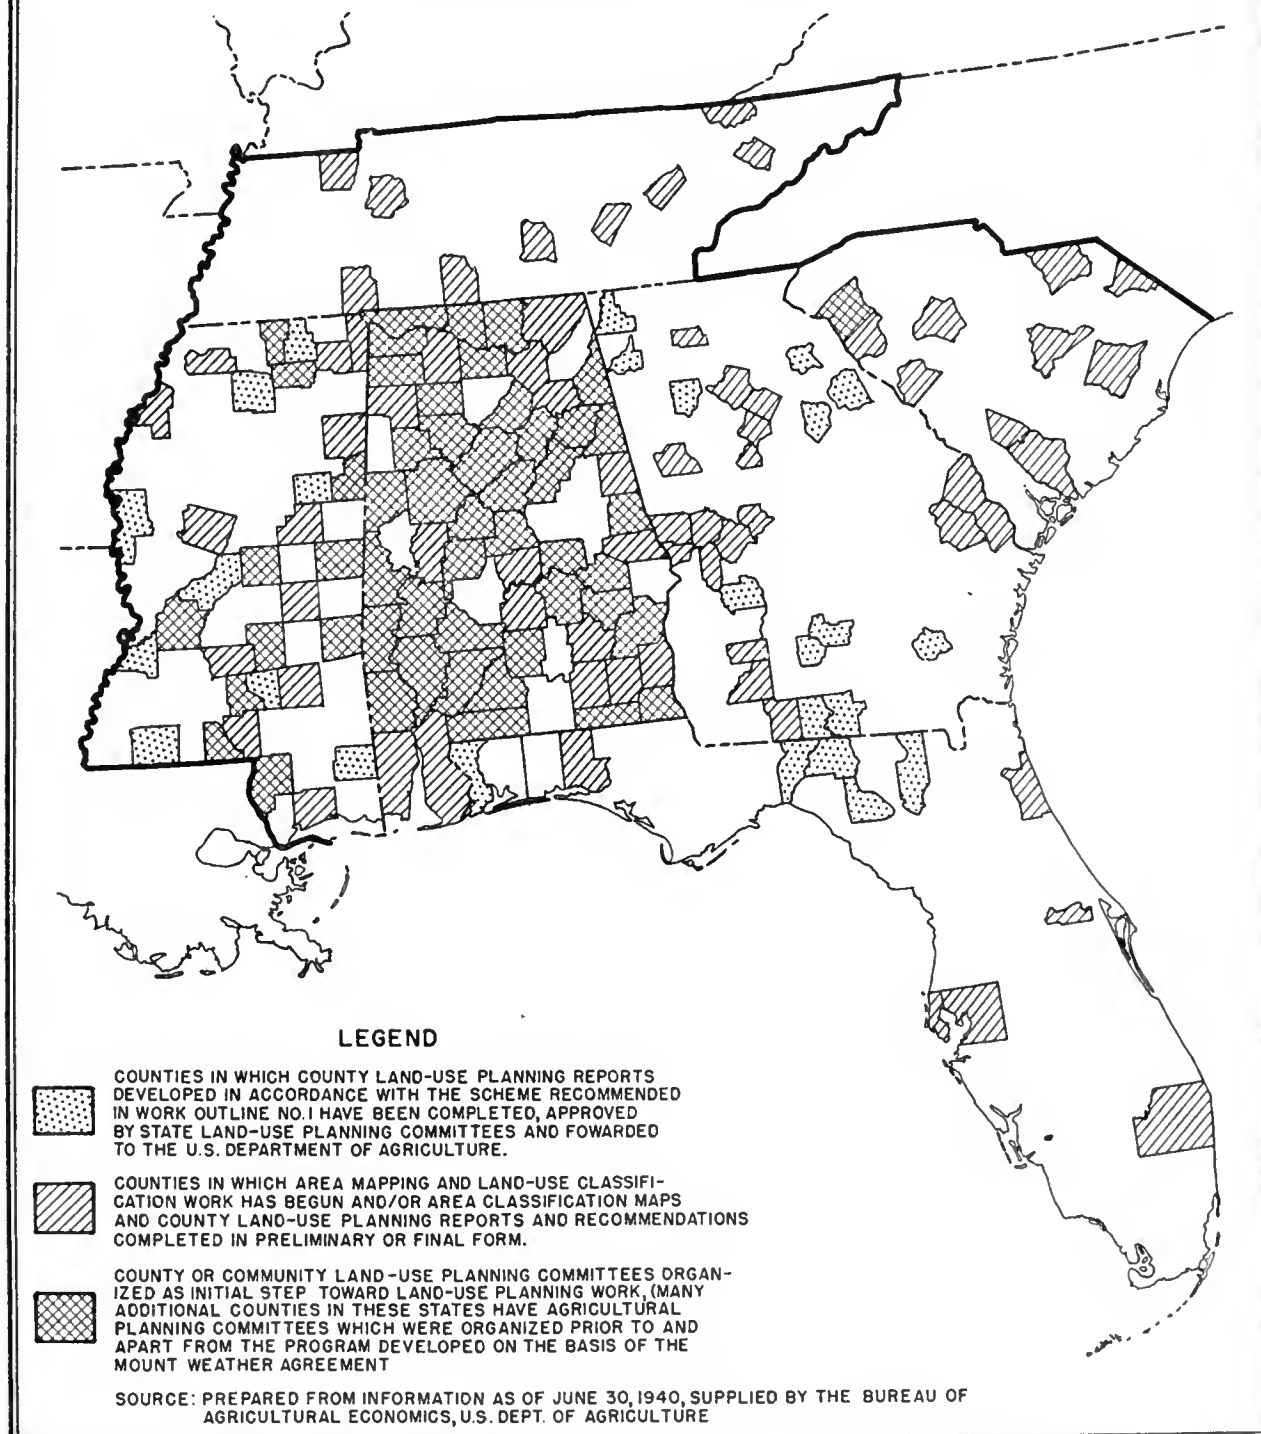 LEGEND
COUNTIES IN WHICH COUNTY LAND-USE PLANNING REPORTS
DEVELOPED IN ACCORDANCE WITH THE SCHEME RECOMMENDED
IN WORK OUTLINE NO. I HAVE BEEN COMPLETED, APPROVED
BY STATE LAND-USE PLANNING COMMITTEES AND FOWARDED
TO THE U.S. DEPARTMENT OF AGRICULTURE.
COUNTIES IN WHICH AREA MAPPING AND LAND-USE CLASSIFI-
CATION WORK HAS BEGUN AND/OR AREA CLASSIFICATION MAPS
AND COUNTY LAND-USE PLANNING REPORTS AND RECOMMENDATIONS
COMPLETED IN PRELIMINARY OR FINAL FORM.
COUNTY OR COMMUNITY LAND-USE PLANNING COMMITTEES ORGAN-
IZED AS INITIAL STEP TOWARD LAND-USE PLANNING WORK, (MANY
ADDITIONAL COUNTIES IN THESE STATES HAVE AGRICULTURAL
PLANNING COMMITTEES WHICH WERE ORGANIZED PRIOR TO AND
APART FROM THE PROGRAM DEVELOPED ON THE BASIS OF THE
MOUNT WEATHER AGREEMENT
SOURCE: PREPARED FROM INFORMATION AS OF JUNE 30, 1940, SUPPLIED BY THE BUREAU OF
AGRICULTURAL ECONOMICS, U.S. DEPT. OF AGRICULTURE